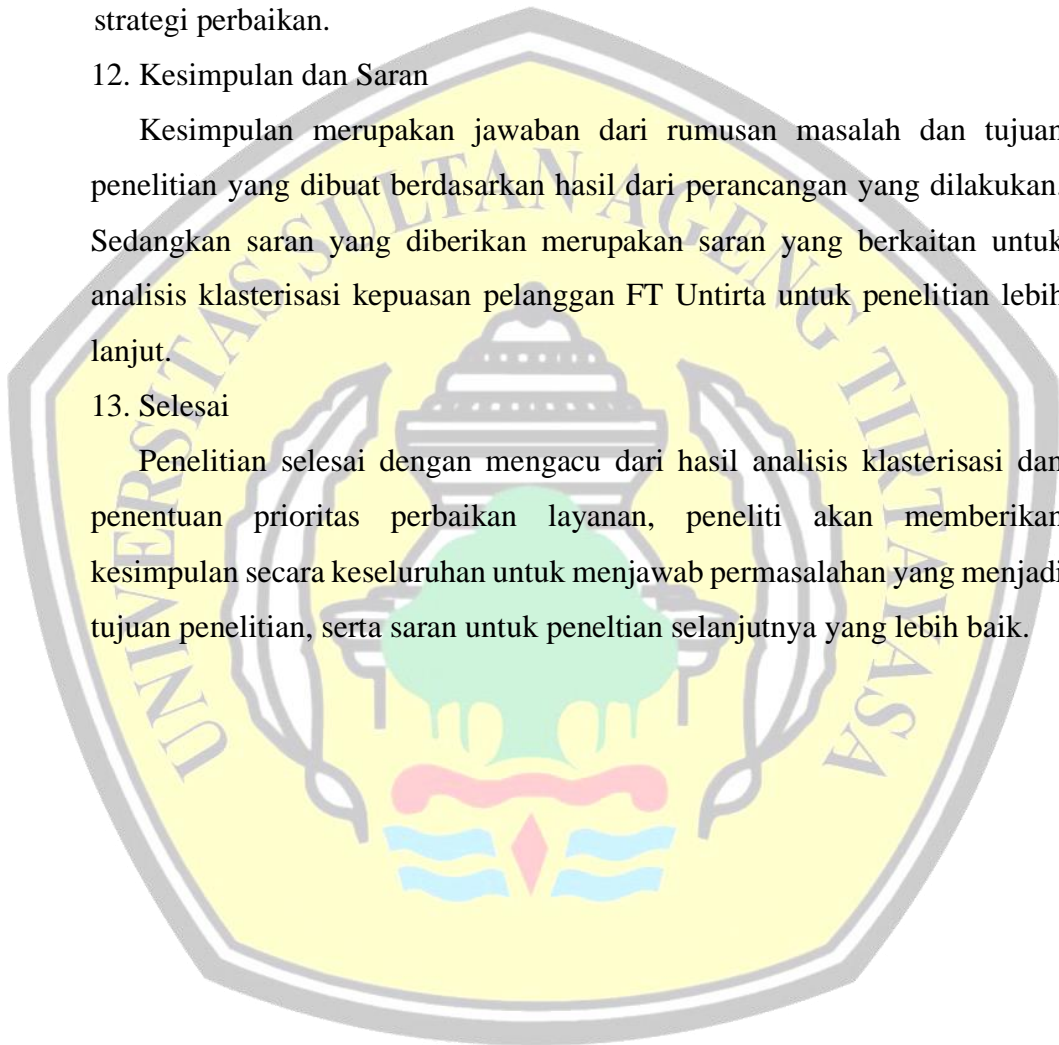 strategi perbaikan.
12. Kesimpulan dan Saran
Kesimpulan merupakan jawaban dari rumusan masalah dan tujuan
penelitian yang dibuat berdasarkan hasil dari perancangan yang dilakukan.
Sedangkan saran yang diberikan merupakan saran yang berkaitan untuk
analisis klasterisasi kepuasan pelanggan FT Untirta untuk penelitian lebih
lanjut.
13. Selesai
Penelitian selesai dengan mengacu dari hasil analisis klasterisasi dan
penentuan prioritas perbaikan layanan, peneliti akan memberikan
kesimpulan secara keseluruhan untuk menjawab permasalahan yang menjadi
tujuan penelitian, serta saran untuk peneltian selanjutnya yang lebih baik.
UNIVERSITAS SULTAN AGENG TIRTAYASA